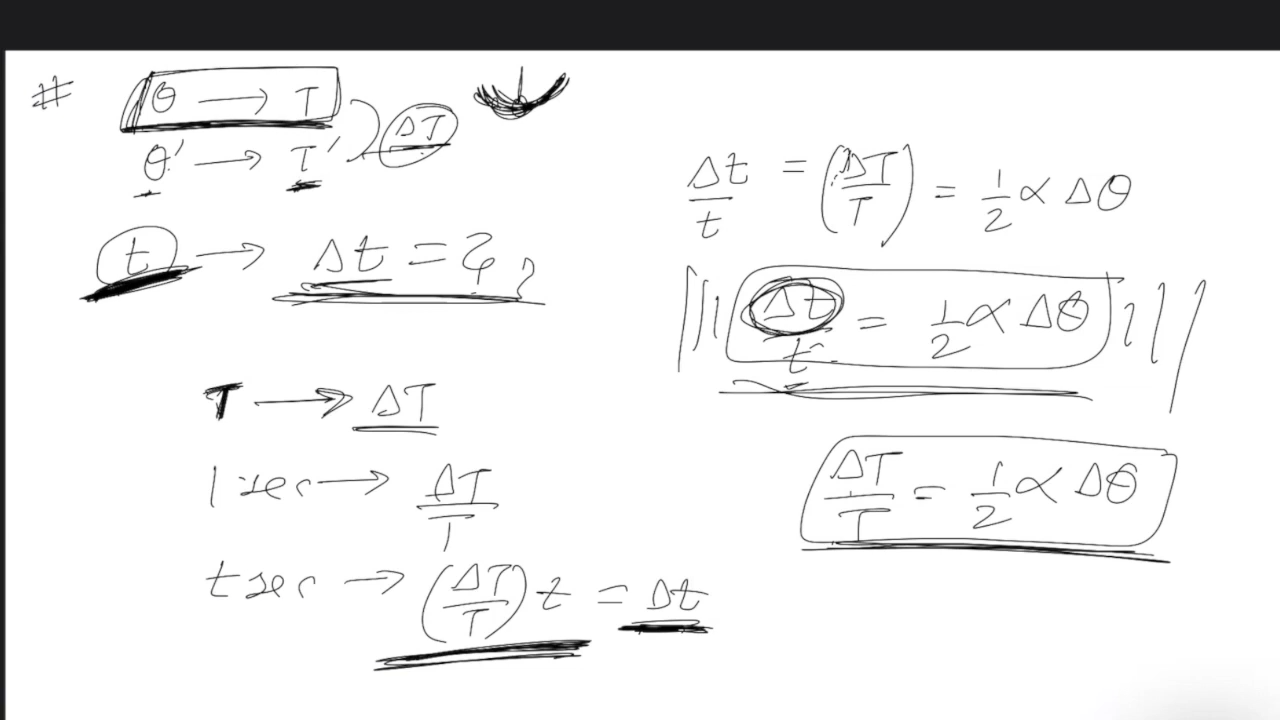 # θ → T
θ' → T' ΔT
t → Δt = ??
T → ΔT
1 sec → ΔT/T
t sec → (ΔT/T) t = Δt
Δt/t = (ΔT/T) = 1/2 ∝ Δθ
Δt/t = 1/2 ∝ Δθ
ΔT/T = 1/2 ∝ Δθ